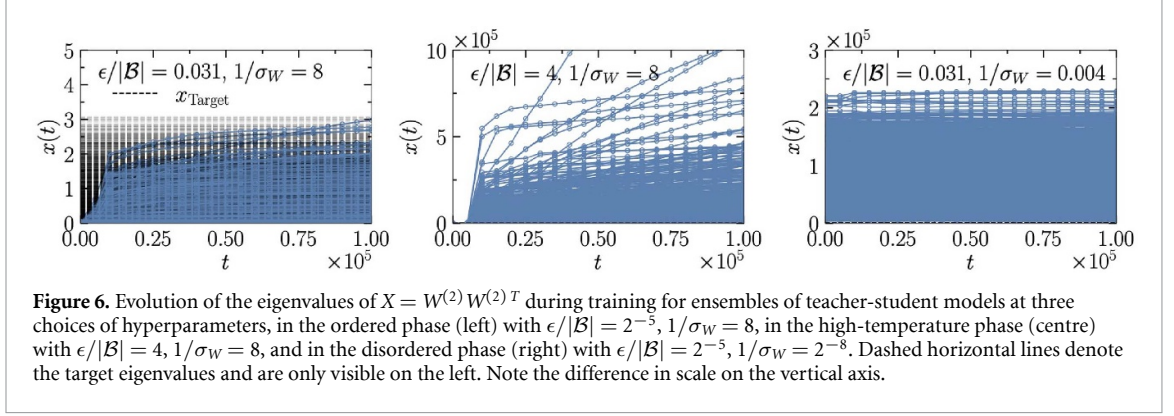 5
4
3
2
1
0
x(t)
ϵ/|𝓑| = 0.031, 1/σ_W = 8
x_Target
0.00 0.25 0.50 0.75 1.00
t ×10^5
×10^5
10
5
0
x(t)
ϵ/|𝓑| = 4, 1/σ_W = 8
0.00 0.25 0.50 0.75 1.00
t ×10^5
×10^5
3
2
1
0
x(t)
ϵ/|𝓑| = 0.031, 1/σ_W = 0.004
0.00 0.25 0.50 0.75 1.00
t ×10^5
Figure 6. Evolution of the eigenvalues of X = W^(2) W^(2) T during training for ensembles of teacher-student models at three
choices of hyperparameters, in the ordered phase (left) with ϵ/|𝓑| = 2^−5, 1/σ_W = 8, in the high-temperature phase (centre)
with ϵ/|𝓑| = 4, 1/σ_W = 8, and in the disordered phase (right) with ϵ/|𝓑| = 2^−5, 1/σ_W = 2^−8. Dashed horizontal lines denote
the target eigenvalues and are only visible on the left. Note the difference in scale on the vertical axis.